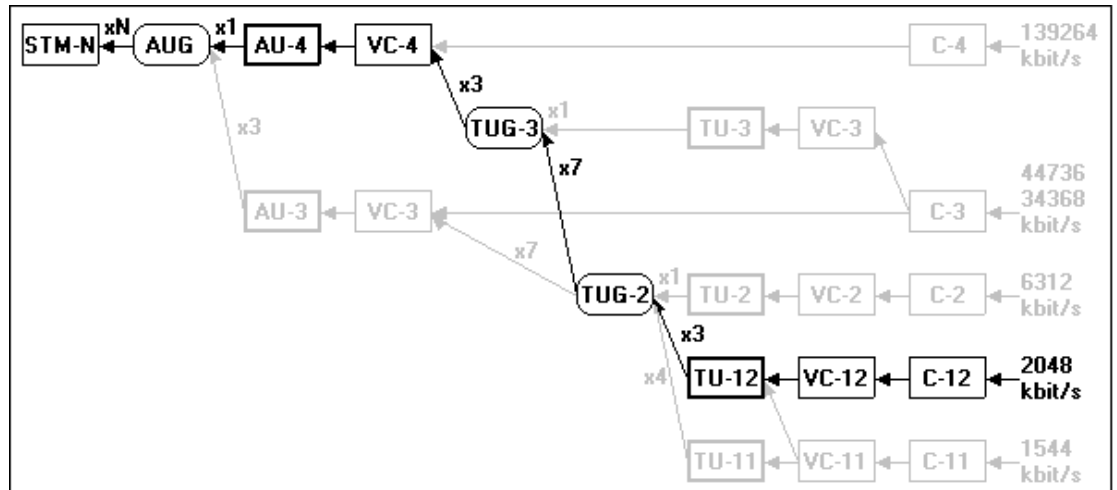 STM-N
xN
AUG
x1
AU-4
VC-4
C-4
139264
kbit/s
x3
x3
TUG-3
x1
TU-3
VC-3
x7
44736
34368
kbit/s
AU-3
VC-3
C-3
x7
TUG-2
x1
TU-2
VC-2
C-2
6312
kbit/s
x3
x4
TU-12
VC-12
C-12
2048
kbit/s
TU-11
VC-11
C-11
1544
kbit/s